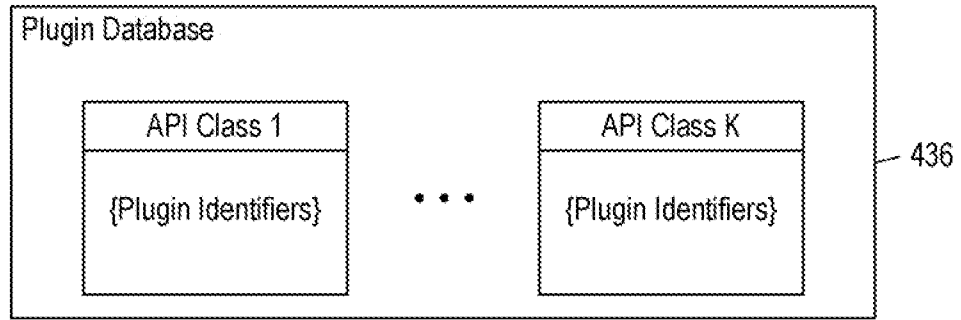 Plugin Database
API Class 1
API Class K
{Plugin Identifiers}
• • •
{Plugin Identifiers}
436